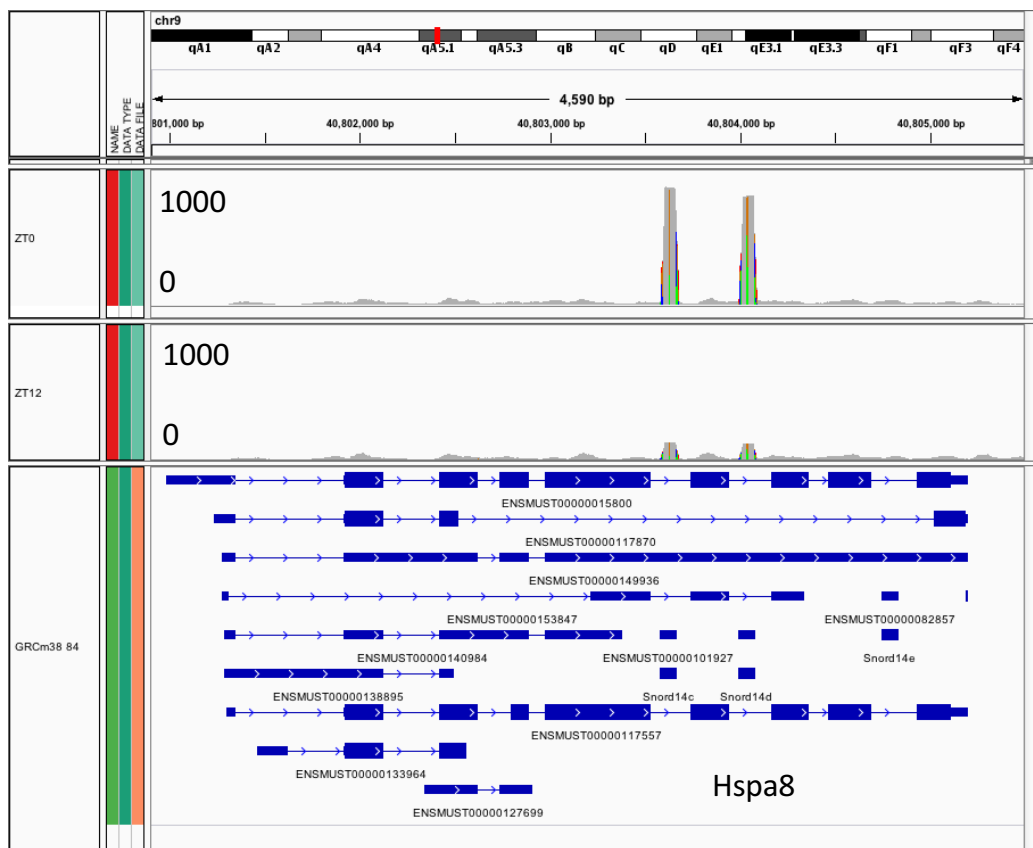 chr9
qA1 qA2 qA4 qA5.1 qA5.3 qB qC qD qE1 qE3.1 qE3.3 qF1 qF3 qF4
4,590 bp
801,000 bp 40,802,000 bp 40,803,000 bp 40,804,000 bp 40,805,000 bp
NAME
DATA TYPE
DATA FILE
ZT0
1000
0
ZT12
1000
0
GRCm38 84
ENSMUST00000015800
ENSMUST00000117870
ENSMUST00000149936
ENSMUST00000153847 ENSMUST00000082857
ENSMUST00000140984 ENSMUST00000101927 Snord14e
ENSMUST00000138895 Snord14c Snord14d
ENSMUST00000117557
ENSMUST00000133964
Hspa8
ENSMUST00000127699